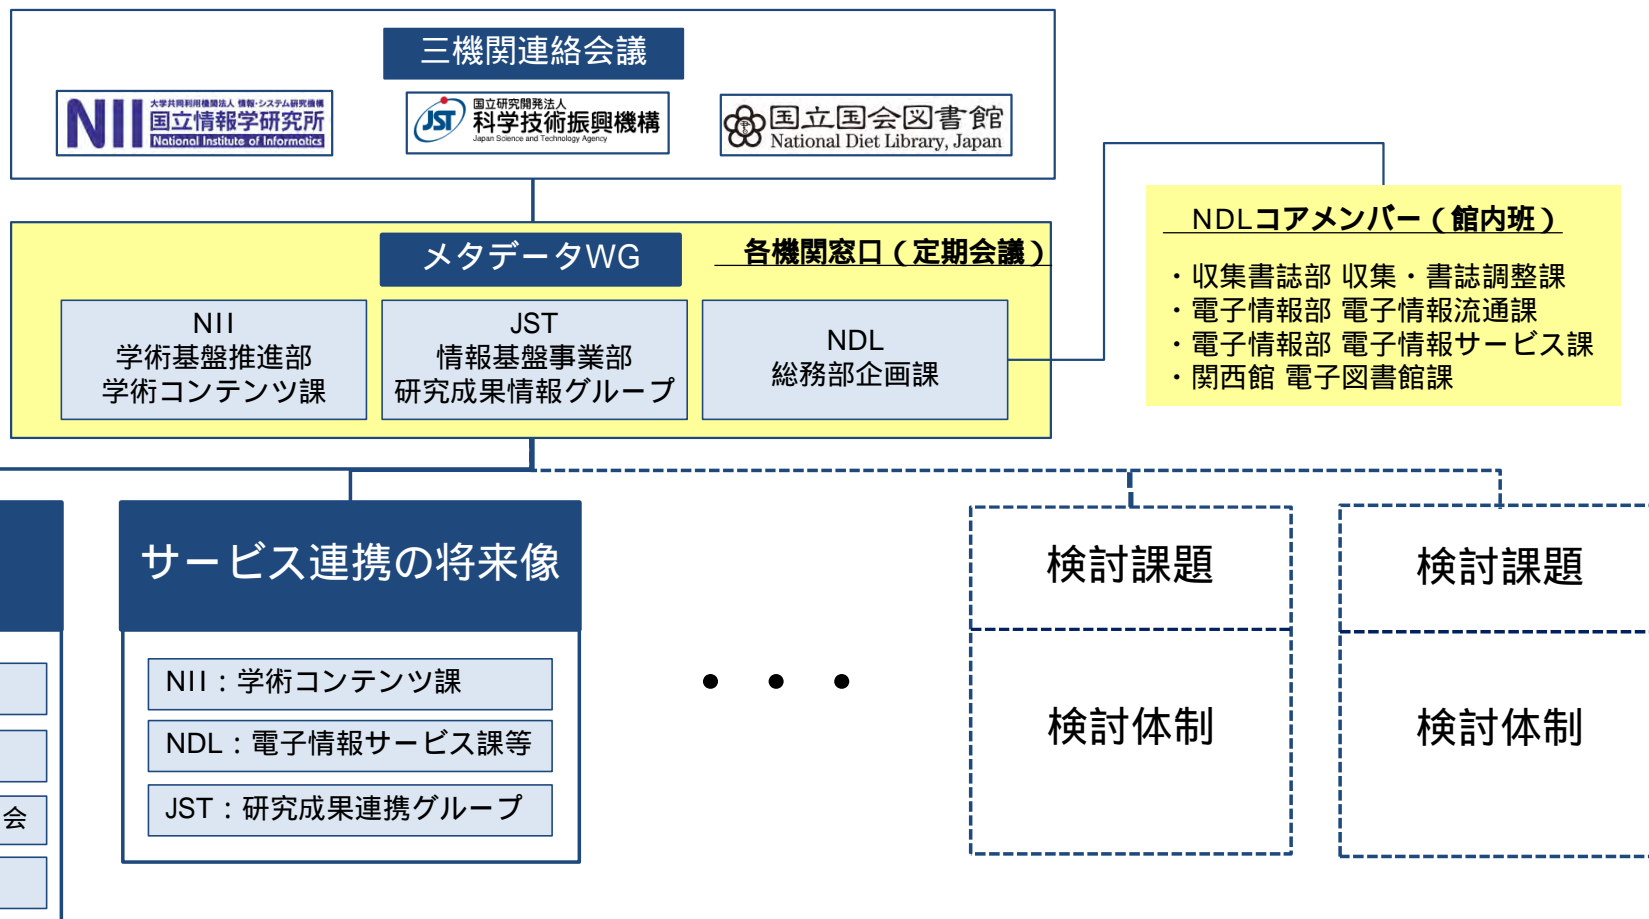 三機関連絡会議
NII
大学共同利用機関法人 情報・システム研究機構
国立情報学研究所
National Institute of Informatics
JST
国立研究開発法人
科学技術振興機構
Japan Science and Technology Agency
国立国会図書館
National Diet Library, Japan
メタデータWG
各機関窓口（定期会議）
NII
学術基盤推進部
学術コンテンツ課
JST
情報基盤事業部
研究成果情報グループ
NDL
総務部企画課
NDLコアメンバー（館内班）
・収集書誌部 収集・書誌調整課
・電子情報部 電子情報流通課
・電子情報部 電子情報サービス課
・関西館 電子図書館課
会
サービス連携の将来像
NII：学術コンテンツ課
NDL：電子情報サービス課等
JST：研究成果連携グループ
・・・
検討課題
検討体制
検討課題
検討体制